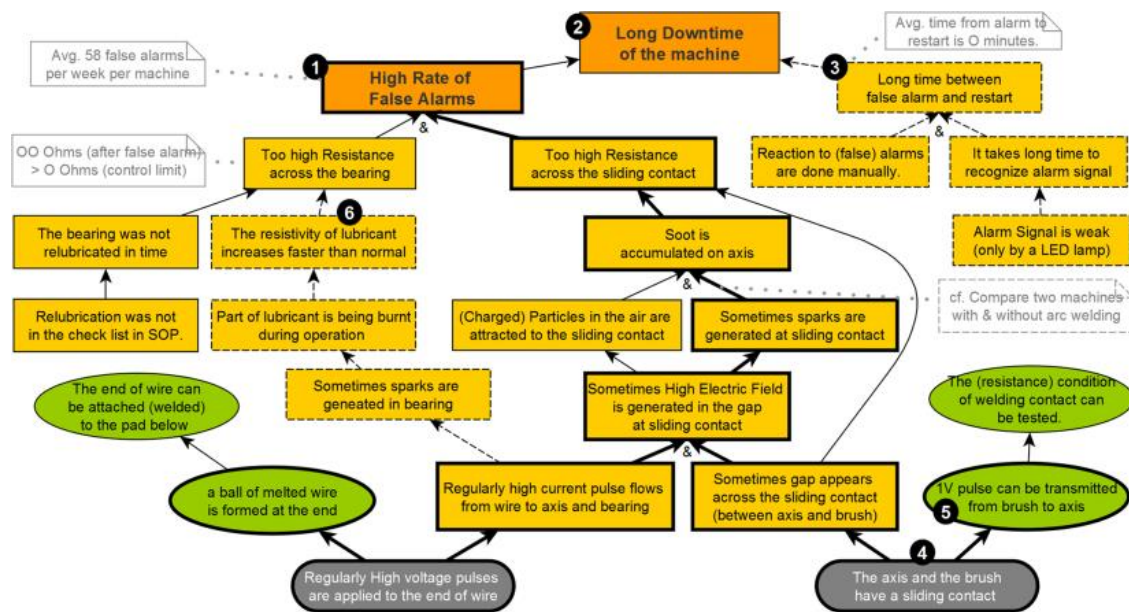 Avg. 58 false alarms
per week per machine
1
High Rate of
False Alarms
2
Long Downtime
of the machine
Avg. time from alarm to
restart is O minutes.
3
Long time between
false alarm and restart
&
&
OO Ohms (after false alarm)
> O Ohms (control limit)
Too high Resistance
across the bearing
Too high Resistance
across the sliding contact
Reaction to (false) alarms
are done manually.
It takes long time to
recognize alarm signal
6
The bearing was not
relubricated in time
The resistivity of lubricant
increases faster than normal
Soot is
accumulated on axis
Alarm Signal is weak
(only by a LED lamp)
&
Relubrication was not
in the check list in SOP.
Part of lubricant is being burnt
during operation
(Charged) Particles in the air are
attracted to the sliding contact
Sometimes sparks are
generated at sliding contact
cf. Compare two machines
with & without arc welding
The end of wire can
be attached (welded)
to the pad below
Sometimes sparks are
geneated in bearing
Sometimes High Electric Field
is generated in the gap
at sliding contact
The (resistance) condition
of welding contact can
be tested.
&
a ball of melted wire
is formed at the end
Regularly high current pulse flows
from wire to axis and bearing
Sometimes gap appears
across the sliding contact
(between axis and brush)
1V pulse can be transmitted
from brush to axis
5
4
Regularly High voltage pulses
are applied to the end of wire
The axis and the brush
have a sliding contact